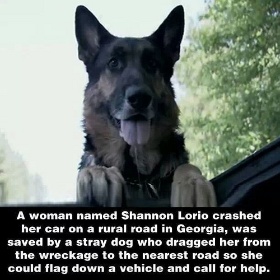 A woman named Shannon Lorio crashed
her car on a rural road in Georgia, was
saved by a stray dog who dragged her from
the wreckage to the nearest road so she
could flag down a vehicle and call for help.